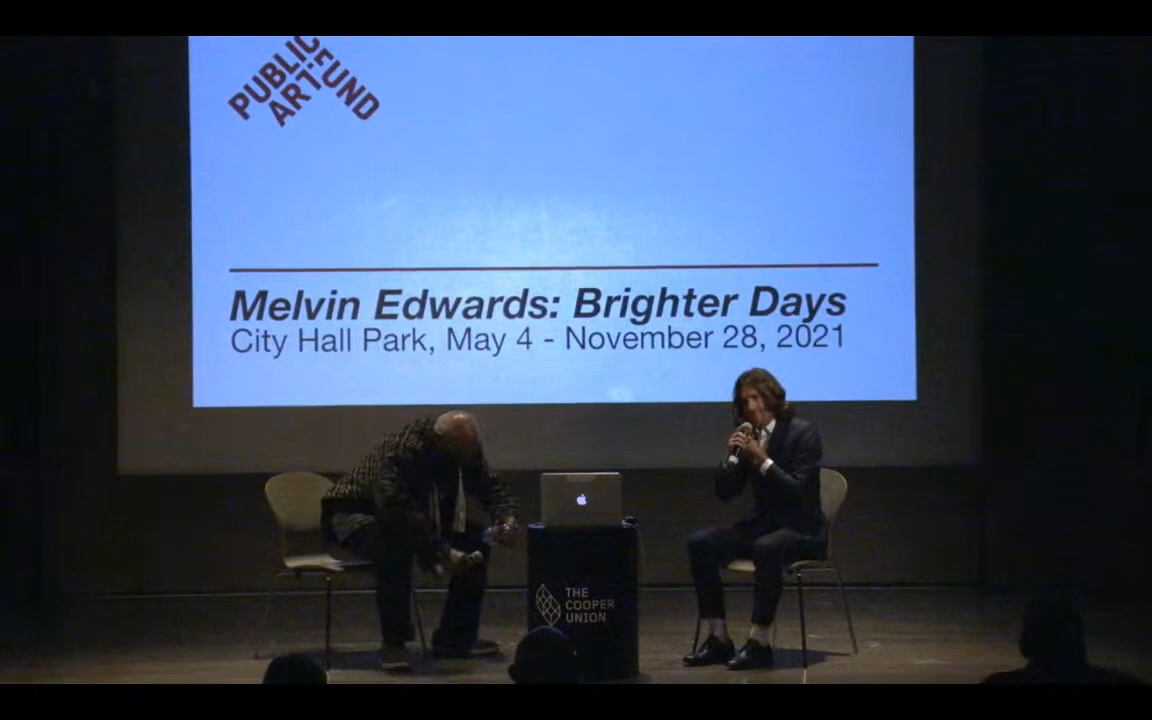 PUBLIC
ART FUND
Melvin Edwards: Brighter Days
City Hall Park, May 4 - November 28, 2021
THE
COOPER
UNION